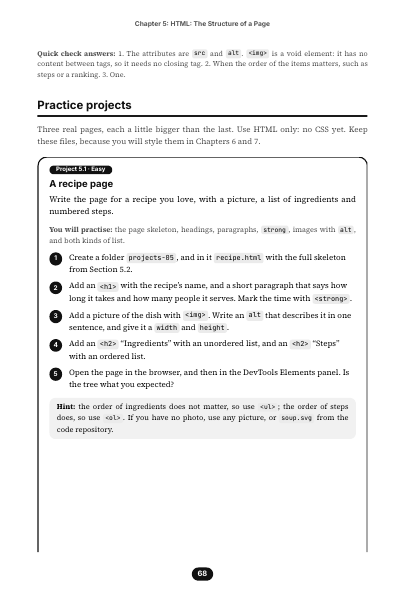 Chapter 5: HTML: The Structure of a Page
Quick check answers: 1. The attributes are src and alt. <img> is a void element: it has no
content between tags, so it needs no closing tag. 2. When the order of the items matters, such as
steps or a ranking. 3. One.
Practice projects
Three real pages, each a little bigger than the last. Use HTML only: no CSS yet. Keep
these files, because you will style them in Chapters 6 and 7.
Project 5.1 · Easy
A recipe page
Write the page for a recipe you love, with a picture, a list of ingredients and
numbered steps.
You will practise: the page skeleton, headings, paragraphs, strong, images with alt,
and both kinds of list.
1 Create a folder projects-05, and in it recipe.html with the full skeleton
from Section 5.2.
2 Add an <h1> with the recipe's name, and a short paragraph that says how
long it takes and how many people it serves. Mark the time with <strong>.
3 Add a picture of the dish with <img>. Write an alt that describes it in one
sentence, and give it a width and height.
4 Add an <h2> “Ingredients” with an unordered list, and an <h2> “Steps”
with an ordered list.
5 Open the page in the browser, and then in the DevTools Elements panel. Is
the tree what you expected?
Hint: the order of ingredients does not matter, so use <ul>; the order of steps
does, so use <ol>. If you have no photo, use any picture, or soup.svg from the
code repository.
68